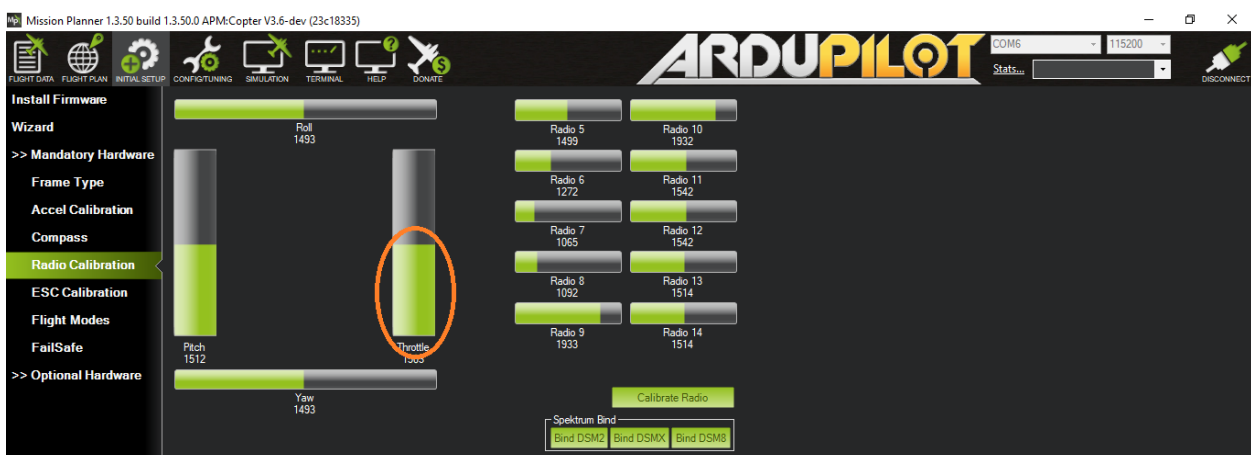 Mission Planner 1.3.50 build 1.3.50.0 APM:Copter V3.6-dev (23c18335)
FLIGHT DATA FLIGHT PLAN INITIAL SETUP CONFIG/TUNING SIMULATION TERMINAL HELP DONATE
ARDUPILOT
COM6 115200
Stats...
DISCONNECT
Install Firmware
Wizard
>> Mandatory Hardware
Frame Type
Accel Calibration
Compass
Radio Calibration
ESC Calibration
Flight Modes
FailSafe
>> Optional Hardware
Roll
1493
Pitch
1512
Throttle
Yaw
1493
Radio 5
1499
Radio 10
1932
Radio 6
1272
Radio 11
1542
Radio 7
1065
Radio 12
1542
Radio 8
1092
Radio 13
1514
Radio 9
1933
Radio 14
1514
Calibrate Radio
Spektrum Bind
Bind DSM2 Bind DSMX Bind DSM8